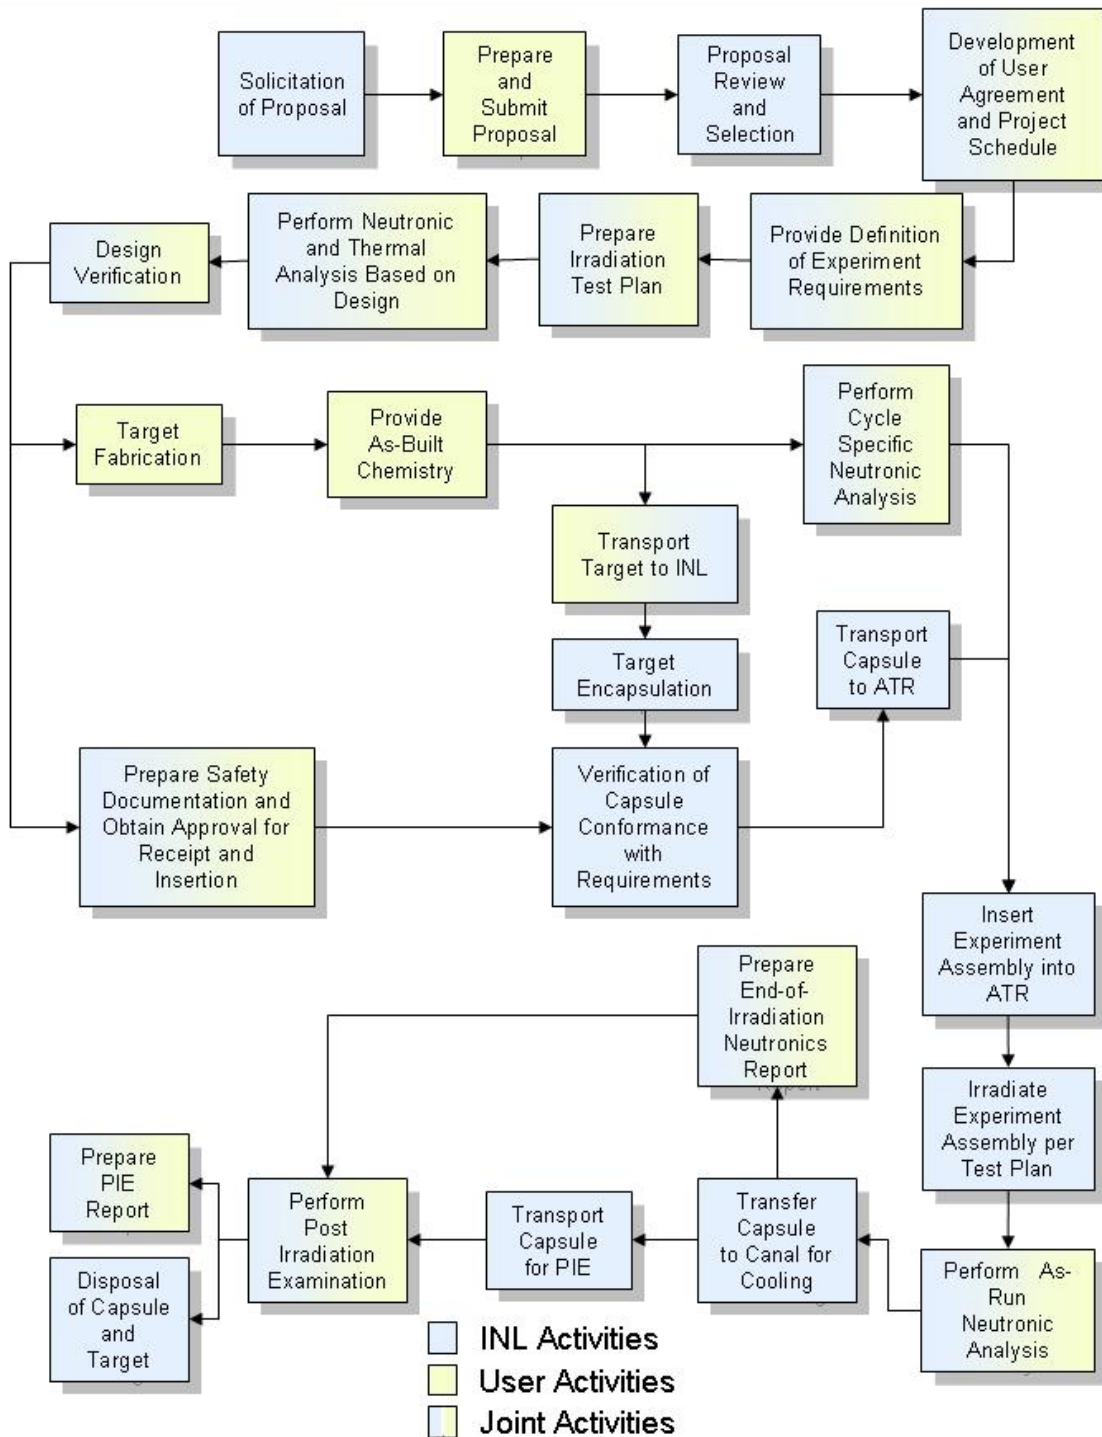 Solicitation
of Proposal
Prepare
and
Submit
Proposal
Proposal
Review
and
Selection
Development
of User
Agreement
and Project
Schedule
Design
Verification
Perform Neutronic
and Thermal
Analysis Based on
Design
Prepare
Irradiation
Test Plan
Provide Definition
of Experiment
Requirements
Target
Fabrication
Provide
As-Built
Chemistry
Perform
Cycle
Specific
Neutronic
Analysis
Transport
Target to INL
Target
Encapsulation
Transport
Capsule
to ATR
Prepare Safety
Documentation and
Obtain Approval for
Receipt and
Insertion
Verification of
Capsule
Conformance
with
Requirements
Insert
Experiment
Assembly into
ATR
Prepare
End-of-
Irradiation
Neutronics
Report
Irradiate
Experiment
Assembly per
Test Plan
Prepare
PIE
Report
Perform
Post
Irradiation
Examination
Transport
Capsule
for PIE
Transfer
Capsule
to Canal for
Cooling
Perform As-
Run
Neutronic
Analysis
Disposal
of Capsule
and
Target
INL Activities
User Activities
Joint Activities